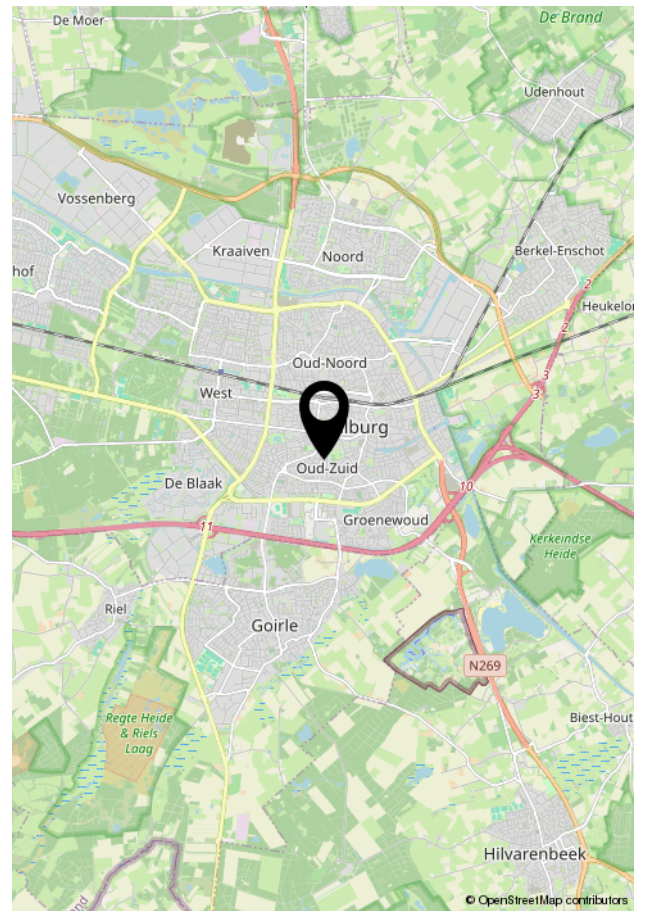 De Moer
De Brand
Udenhout
Vossenberg
Kraaiven
Noord
Berkel-Enschot
hof
2
Heukelor
2
Oud-Noord
3
West
3
lburg
Oud-Zuid
De Blaak
10
11
Groenewoud
Kerkeindse
Heide
Riel
Goirle
N269
Regte Heide
& Riels
Laag
Biest-Hout
Hilvarenbeek
© OpenStreetMap contributors